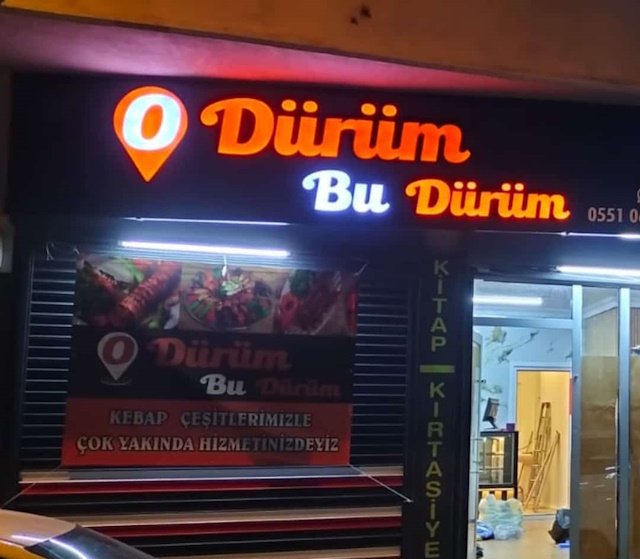 O Dürüm
Bu Dürüm
0551 0
O Dürüm
Bu Dürüm
KEBAP ÇEŞİTLERİMİZLE
ÇOK YAKINDA HİZMETİNİZDEYİZ
KİTAP
KIRTASİYE